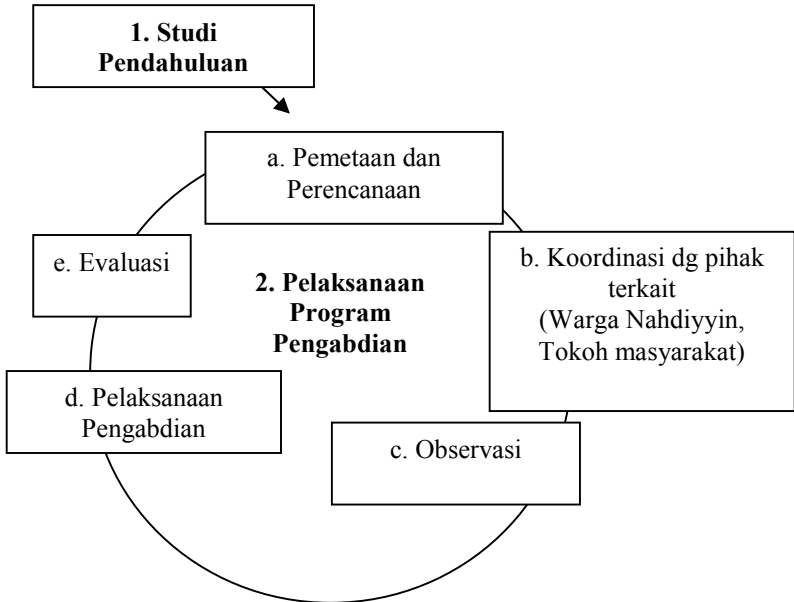 1. Studi
Pendahuluan
a. Pemetaan dan
Perencanaan
b. Koordinasi dg pihak
terkait
(Warga Nahdiyyin,
Tokoh masyarakat)
c. Observasi
d. Pelaksanaan
Pengabdian
e. Evaluasi
2. Pelaksanaan
Program
Pengabdian